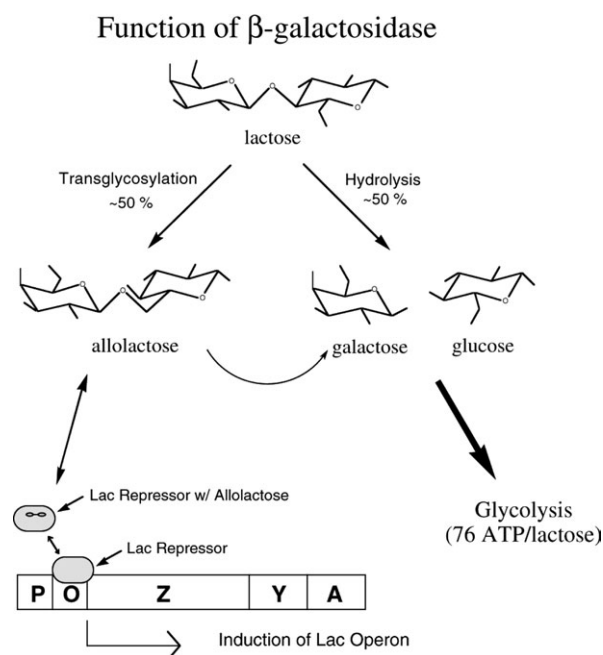 Function of β-galactosidase
lactose
Transglycosylation
~50 %
Hydrolysis
~50 %
allolactose
galactose
glucose
Lac Repressor w/ Allolactose
Lac Repressor
Glycolysis
(76 ATP/lactose)
P O Z Y A
Induction of Lac Operon